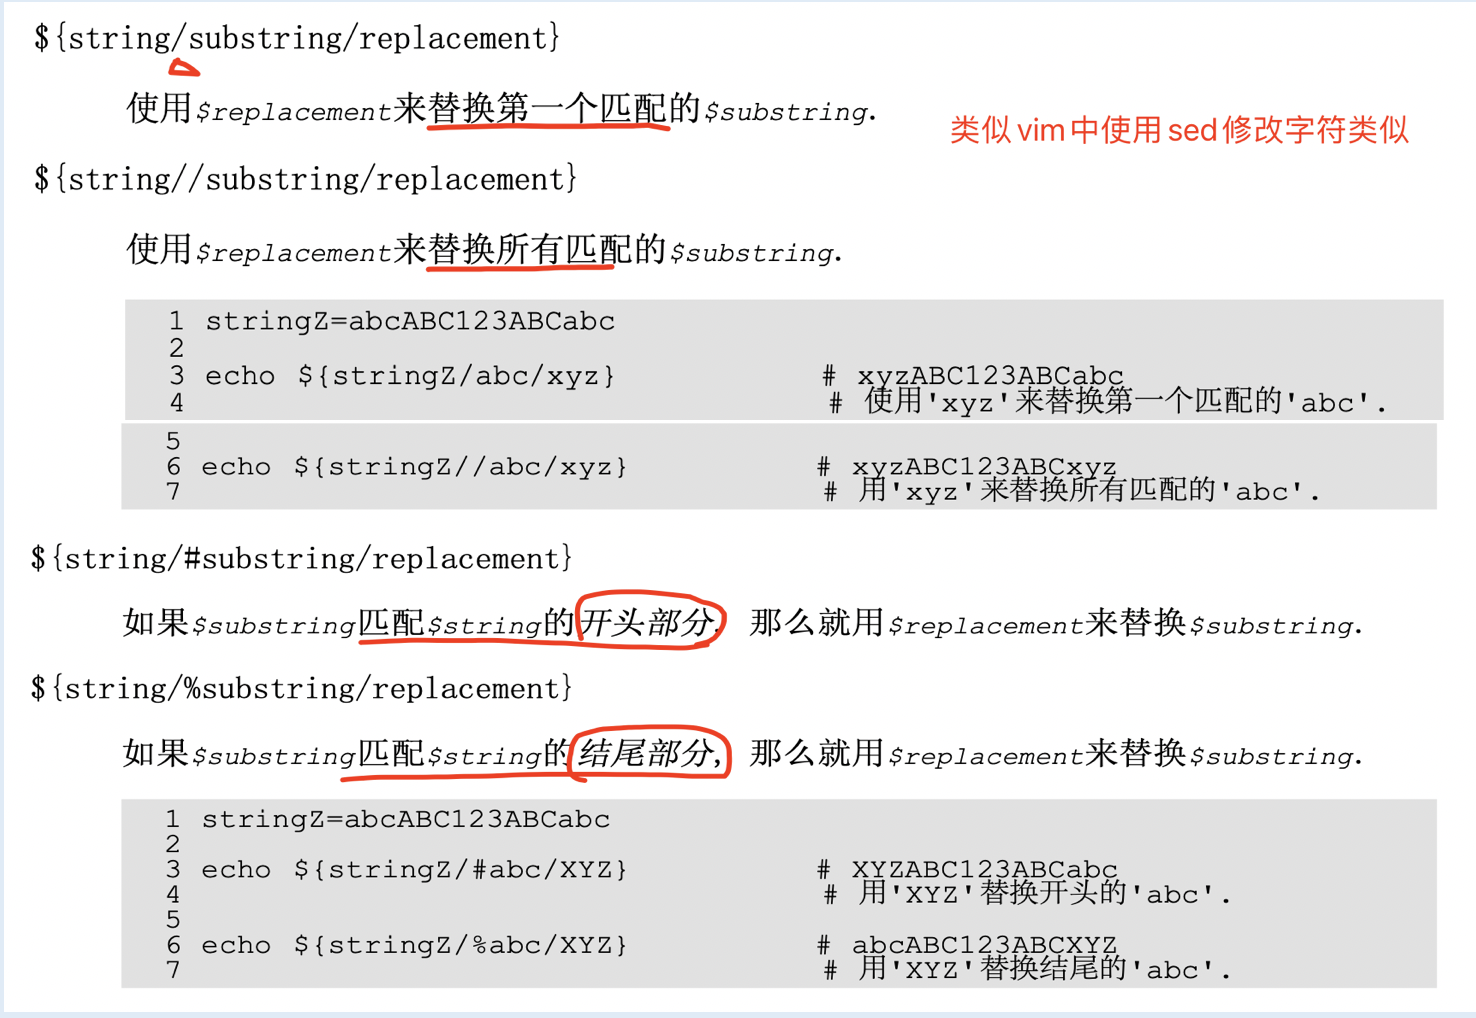 ${string/substring/replacement}
使用$replacement来替换第一个匹配的$substring.
类似vim中使用sed修改字符类似
${string//substring/replacement}
使用$replacement来替换所有匹配的$substring.
1 stringZ=abcABC123ABCabc
2
3 echo ${stringZ/abc/xyz} # xyzABC123ABCabc
4 # 使用'xyz'来替换第一个匹配的'abc'.
5
6 echo ${stringZ//abc/xyz} # xyzABC123ABCxyz
7 # 用'xyz'来替换所有匹配的'abc'.
${string/#substring/replacement}
如果$substring匹配$string的开头部分, 那么就用$replacement来替换$substring.
${string/%substring/replacement}
如果$substring匹配$string的结尾部分, 那么就用$replacement来替换$substring.
1 stringZ=abcABC123ABCabc
2
3 echo ${stringZ/#abc/XYZ} # XYZABC123ABCabc
4 # 用'XYZ'替换开头的'abc'.
5
6 echo ${stringZ/%abc/XYZ} # abcABC123ABCXYZ
7 # 用'XYZ'替换结尾的'abc'.